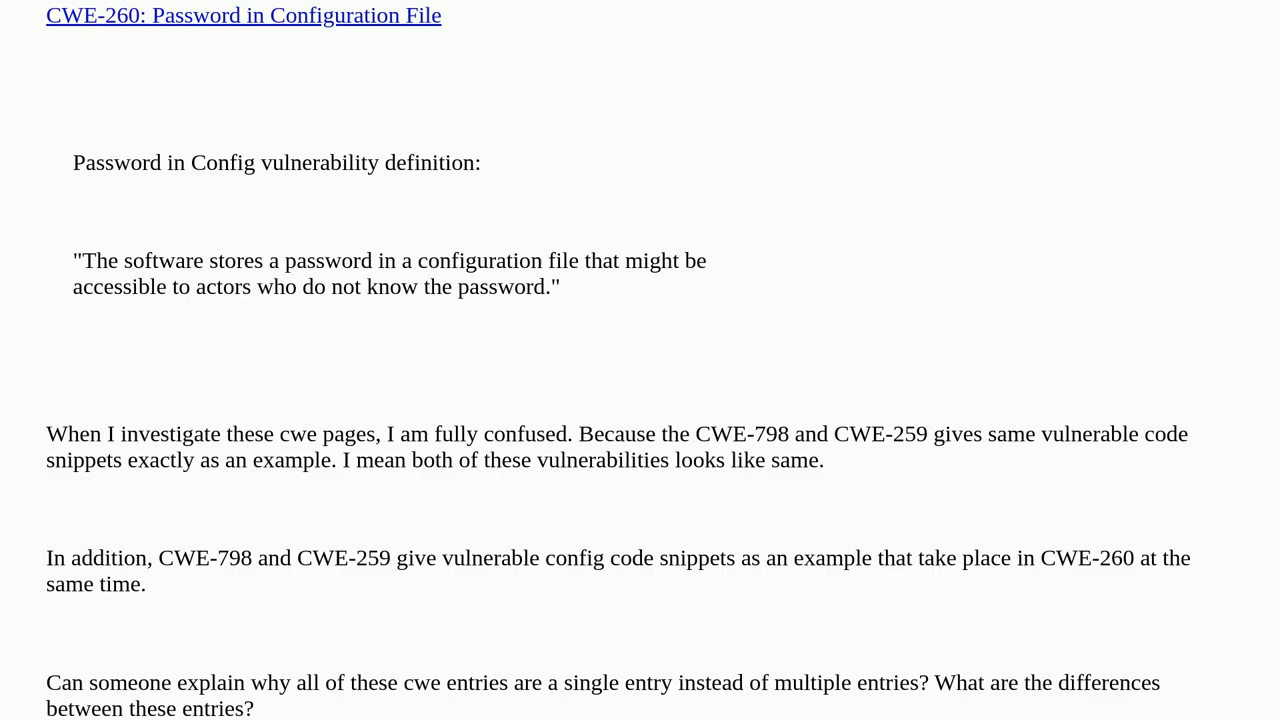 CWE-260: Password in Configuration File
Password in Config vulnerability definition:
"The software stores a password in a configuration file that might be
accessible to actors who do not know the password."
When I investigate these cwe pages, I am fully confused. Because the CWE-798 and CWE-259 gives same vulnerable code
snippets exactly as an example. I mean both of these vulnerabilities looks like same.
In addition, CWE-798 and CWE-259 give vulnerable config code snippets as an example that take place in CWE-260 at the
same time.
Can someone explain why all of these cwe entries are a single entry instead of multiple entries? What are the differences
between these entries?